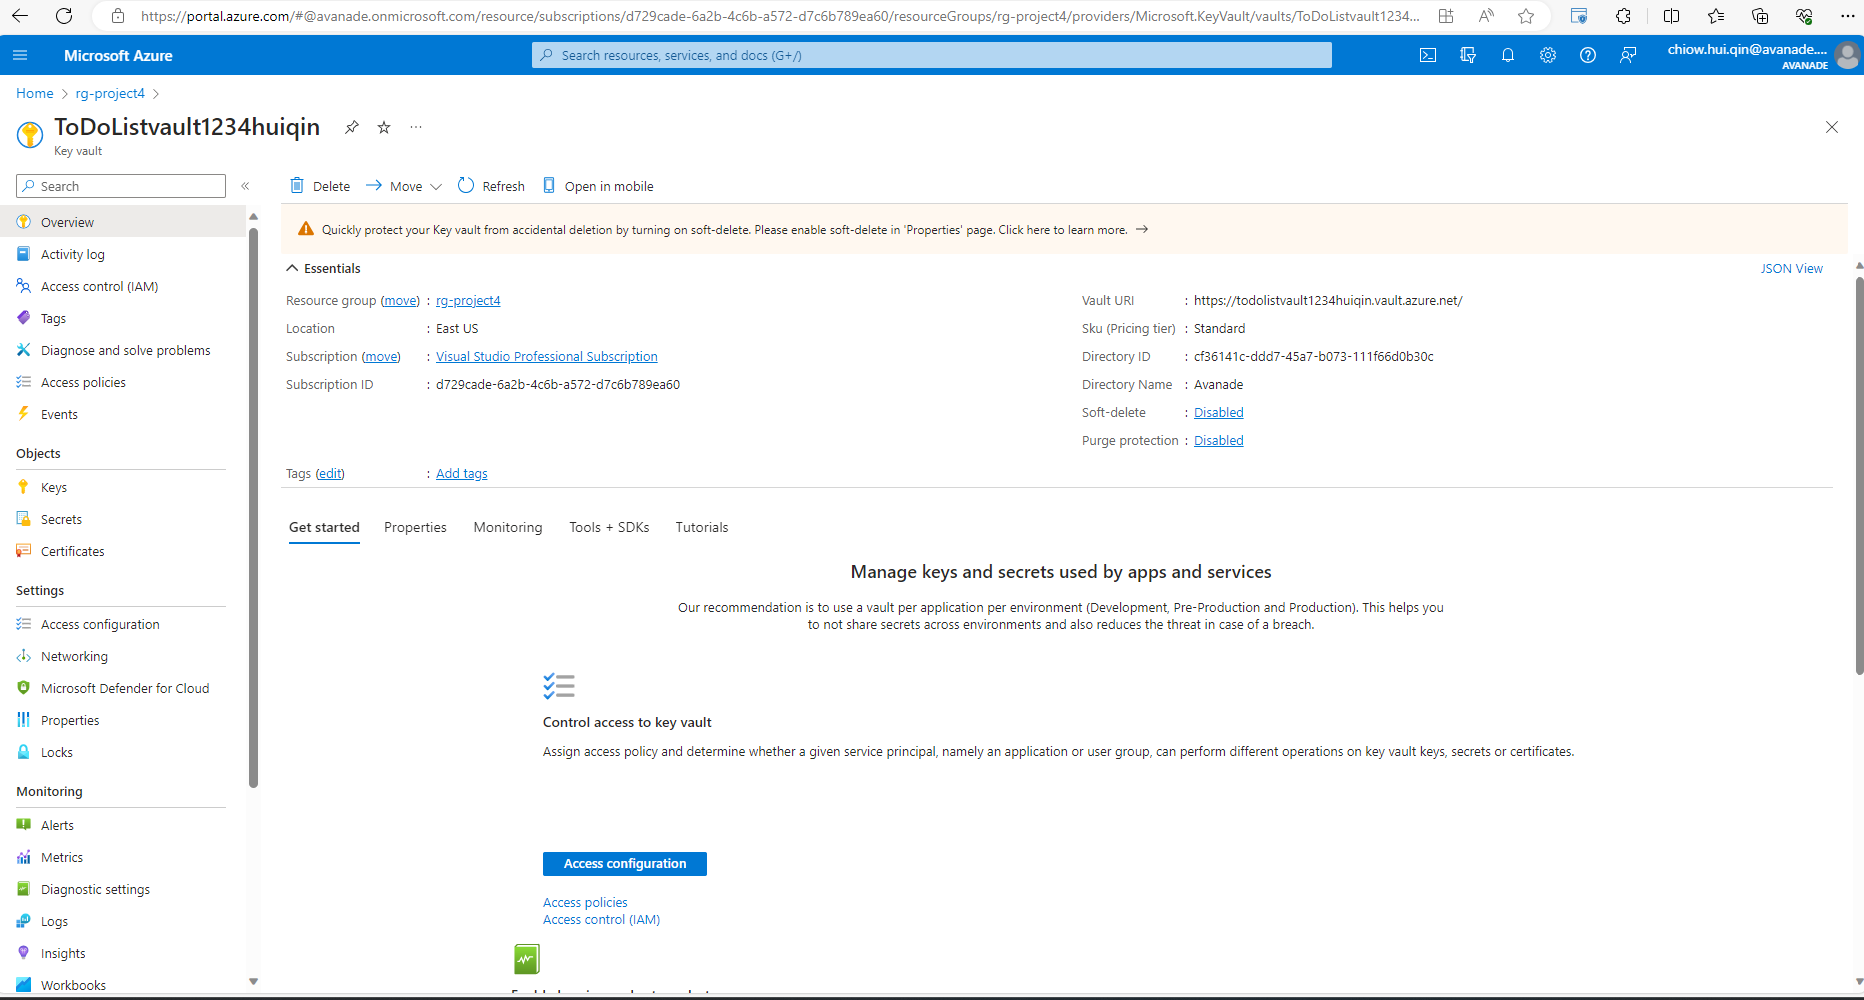 https://portal.azure.com/#@avanade.onmicrosoft.com/resource/subscriptions/d729cade-6a2b-4c6b-a572-d7c6b789ea60/resourceGroups/rg-project4/providers/Microsoft.KeyVault/vaults/ToDoListvault1234...
Microsoft Azure
Search resources, services, and docs (G+/)
chiow.hui.qin@avanade....
AVANADE
Home > rg-project4 >
ToDoListvault1234huiqin
Key vault
Search
Overview
Activity log
Access control (IAM)
Tags
Diagnose and solve problems
Access policies
Events
Objects
Keys
Secrets
Certificates
Settings
Access configuration
Networking
Microsoft Defender for Cloud
Properties
Locks
Monitoring
Alerts
Metrics
Diagnostic settings
Logs
Insights
Workbooks
Delete Move Refresh Open in mobile
Quickly protect your Key vault from accidental deletion by turning on soft-delete. Please enable soft-delete in 'Properties' page. Click here to learn more. →
Essentials
JSON View
Resource group (move) : rg-project4
Location : East US
Subscription (move) : Visual Studio Professional Subscription
Subscription ID : d729cade-6a2b-4c6b-a572-d7c6b789ea60
Vault URI : https://todolistvault1234huiqin.vault.azure.net/
Sku (Pricing tier) : Standard
Directory ID : cf36141c-ddd7-45a7-b073-111f66d0b30c
Directory Name : Avanade
Soft-delete : Disabled
Purge protection : Disabled
Tags (edit) : Add tags
Get started Properties Monitoring Tools + SDKs Tutorials
Manage keys and secrets used by apps and services
Our recommendation is to use a vault per application per environment (Development, Pre-Production and Production). This helps you
to not share secrets across environments and also reduces the threat in case of a breach.
Control access to key vault
Assign access policy and determine whether a given service principal, namely an application or user group, can perform different operations on key vault keys, secrets or certificates.
Access configuration
Access policies
Access control (IAM)